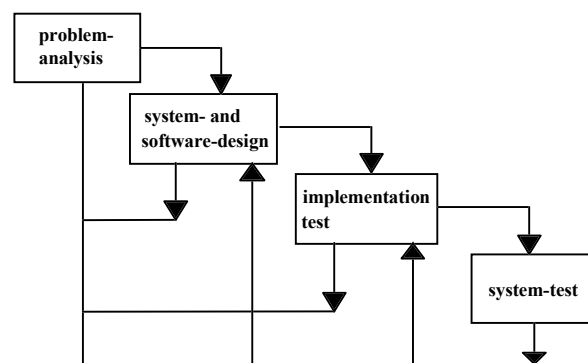 problem-
analysis
system- and
software-design
implementation
test
system-test